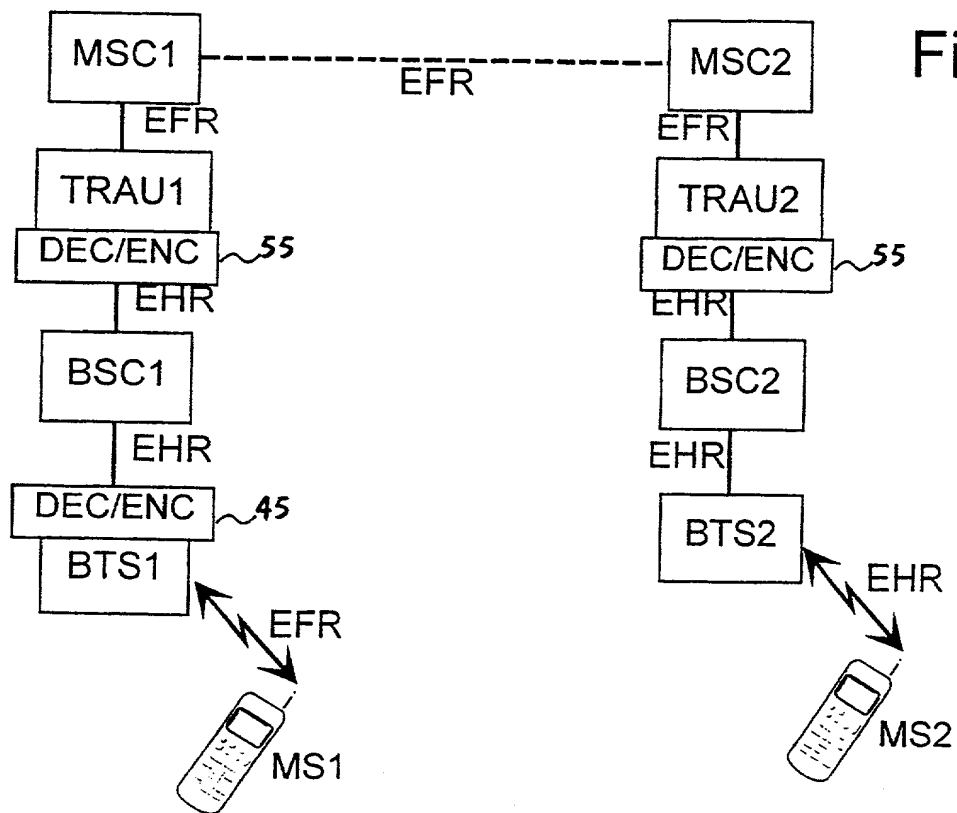 MSC1
EFR
MSC2
Fi
EFR
EFR
TRAU1
TRAU2
DEC/ENC
55
DEC/ENC
55
EHR
EHR
BSC1
BSC2
EHR
EHR
DEC/ENC
45
BTS1
BTS2
EFR
EHR
MS1
MS2